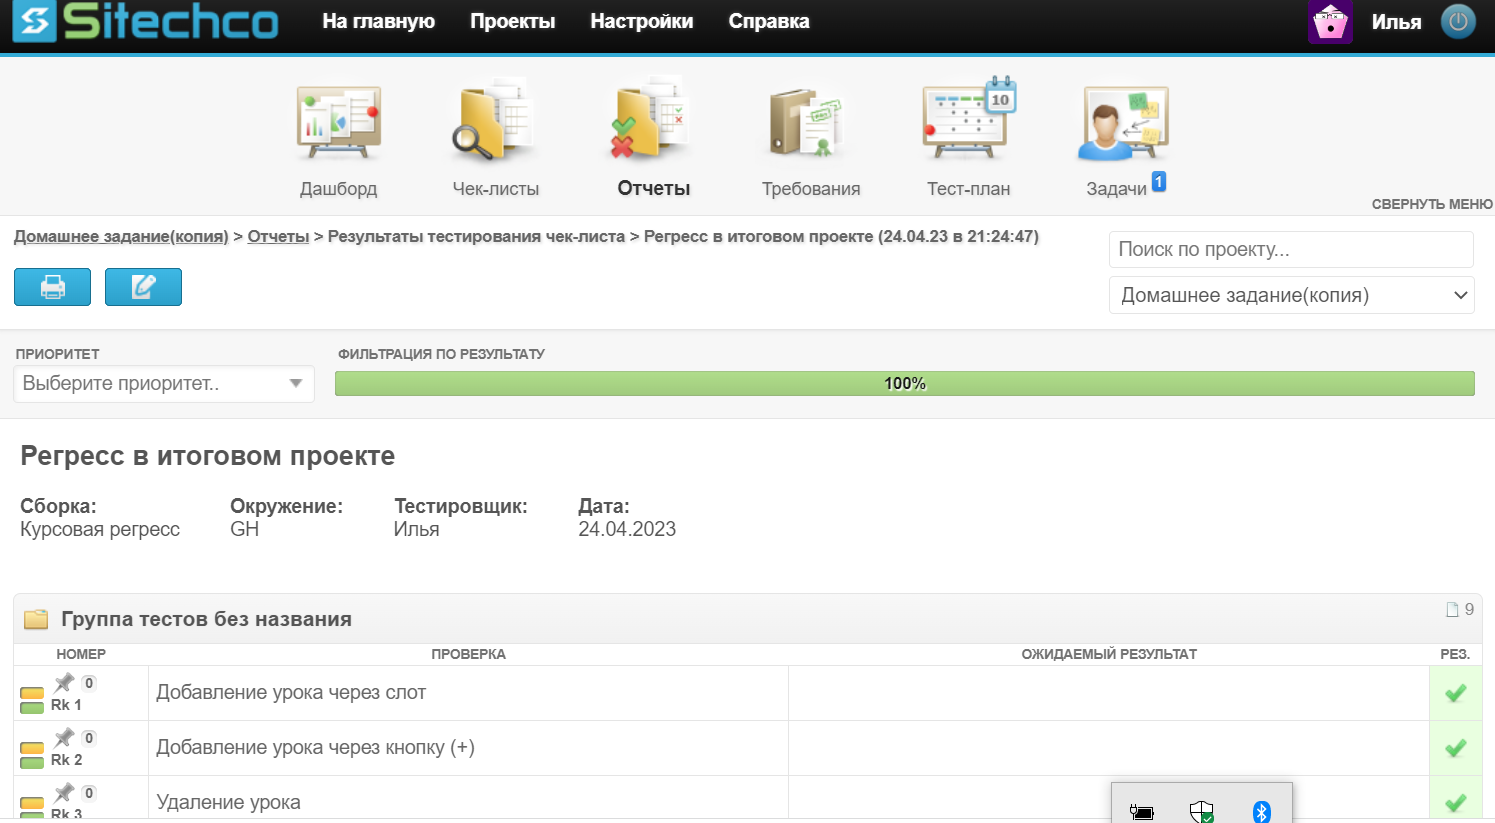 Sitechco
На главную Проекты Настройки Справка Илья
10
Дашборд Чек-листы Отчеты Требования Тест-план Задачи 1
СВЕРНУТЬ МЕНЮ
Домашнее задание(копия) > Отчеты > Результаты тестирования чек-листа > Регресс в итоговом проекте (24.04.23 в 21:24:47)
Поиск по проекту...
Домашнее задание(копия)
ПРИОРИТЕТ ФИЛЬТРАЦИЯ ПО РЕЗУЛЬТАТУ
Выберите приоритет.. 100%
Регресс в итоговом проекте
Сборка: Окружение: Тестировщик: Дата:
Курсовая регресс GH Илья 24.04.2023
Группа тестов без названия 9
НОМЕР ПРОВЕРКА ОЖИДАЕМЫЙ РЕЗУЛЬТАТ РЕЗ.
0
Rk 1 Добавление урока через слот
0
Rk 2 Добавление урока через кнопку (+)
0
Rk 3 Удаление урока